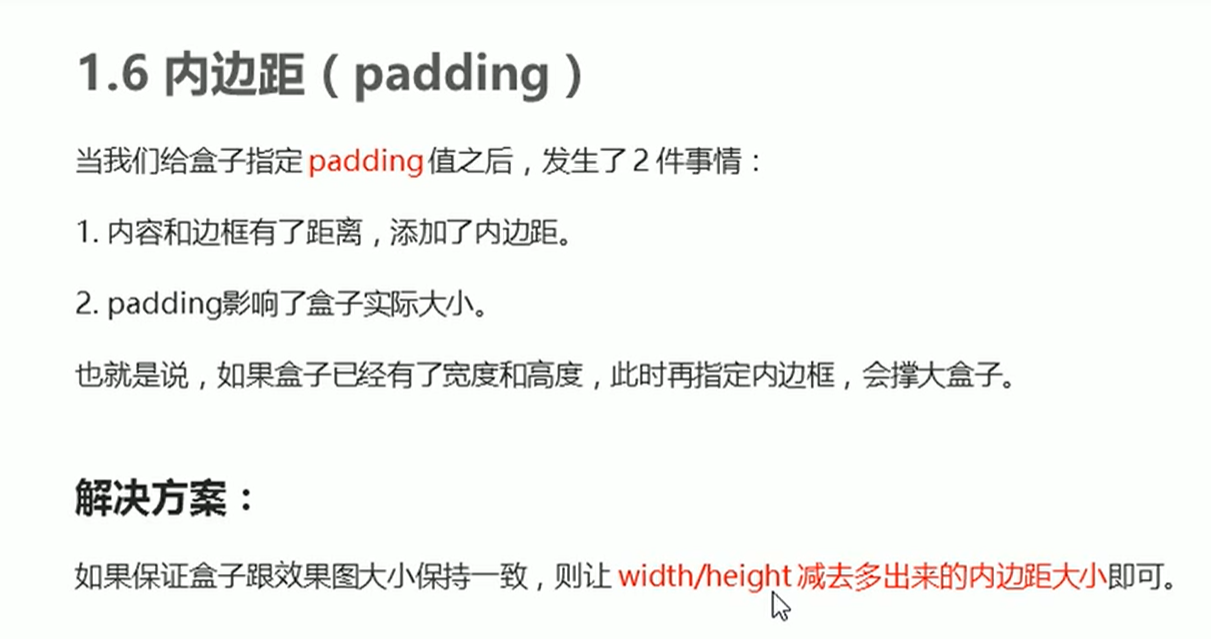 1.6 内边距（padding）
当我们给盒子指定 padding 值之后，发生了 2 件事情：
1. 内容和边框有了距离，添加了内边距。
2. padding影响了盒子实际大小。
也就是说，如果盒子已经有了宽度和高度，此时再指定内边框，会撑大盒子。
解决方案：
如果保证盒子跟效果图大小保持一致，则让 width/height 减去多出来的内边距大小即可。